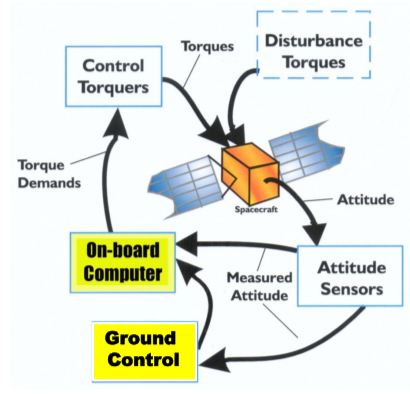 Torques
Disturbance
Torques
Control
Torquers
Torque
Demands
Spacecraft
Attitude
On-board
Computer
Measured
Attitude
Attitude
Sensors
Ground
Control